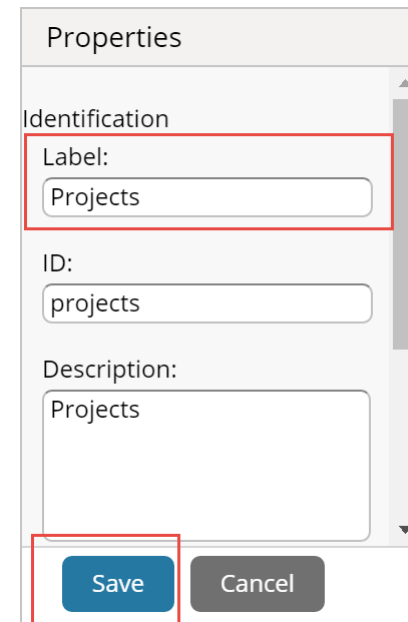 Properties
Identification
Label:
Projects
ID:
projects
Description:
Projects
Save Cancel